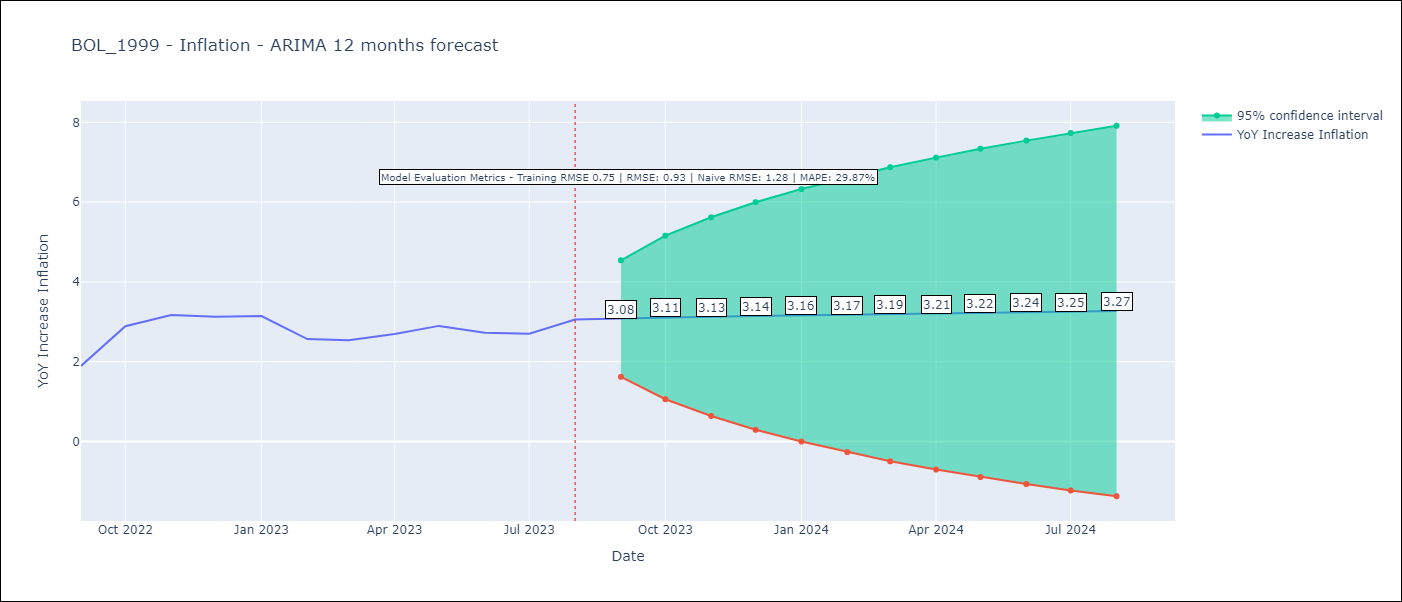 BOL_1999 - Inflation - ARIMA 12 months forecast
95% confidence interval
YoY Increase Inflation
Model Evaluation Metrics - Training RMSE 0.75 | RMSE: 0.93 | Naive RMSE: 1.28 | MAPE: 29.87%
YoY Increase Inflation
8
6
4
2
0
3.08 3.11 3.13 3.14 3.16 3.17 3.19 3.21 3.22 3.24 3.25 3.27
Oct 2022 Jan 2023 Apr 2023 Jul 2023 Oct 2023 Jan 2024 Apr 2024 Jul 2024
Date